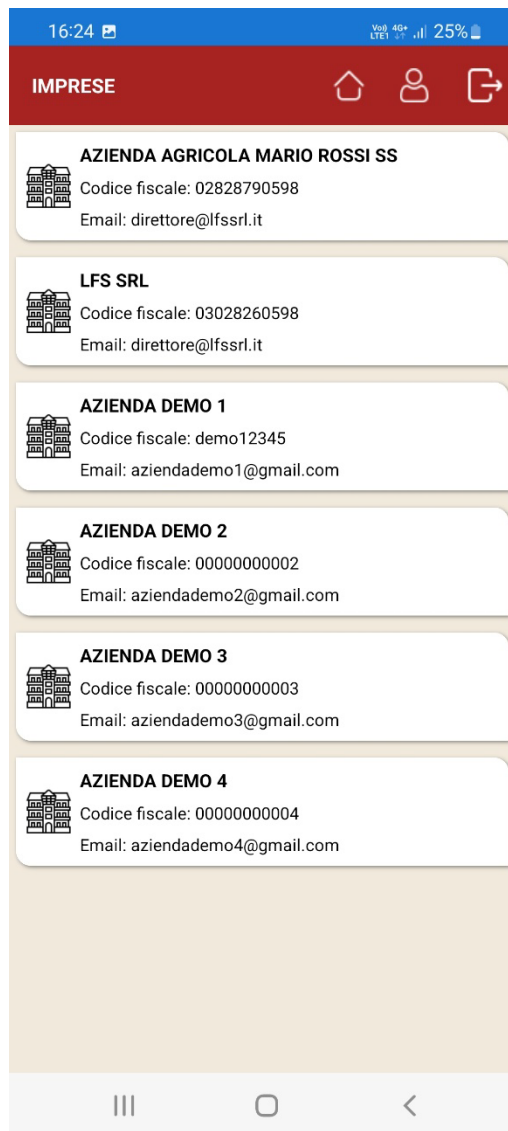 16:24
Vo)) 4G+ 25%
LTE1
IMPRESE
AZIENDA AGRICOLA MARIO ROSSI SS
Codice fiscale: 02828790598
Email: direttore@lfssrl.it
LFS SRL
Codice fiscale: 03028260598
Email: direttore@lfssrl.it
AZIENDA DEMO 1
Codice fiscale: demo12345
Email: aziendademo1@gmail.com
AZIENDA DEMO 2
Codice fiscale: 00000000002
Email: aziendademo2@gmail.com
AZIENDA DEMO 3
Codice fiscale: 00000000003
Email: aziendademo3@gmail.com
AZIENDA DEMO 4
Codice fiscale: 00000000004
Email: aziendademo4@gmail.com